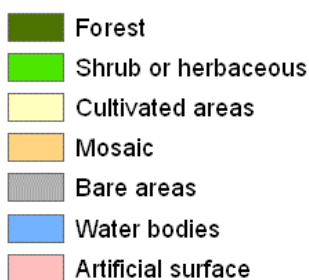 Forest
Shrub or herbaceous
Cultivated areas
Mosaic
Bare areas
Water bodies
Artificial surface